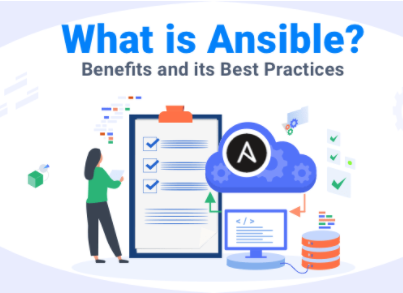 What is Ansible?
Benefits and its Best Practices
A
</ >